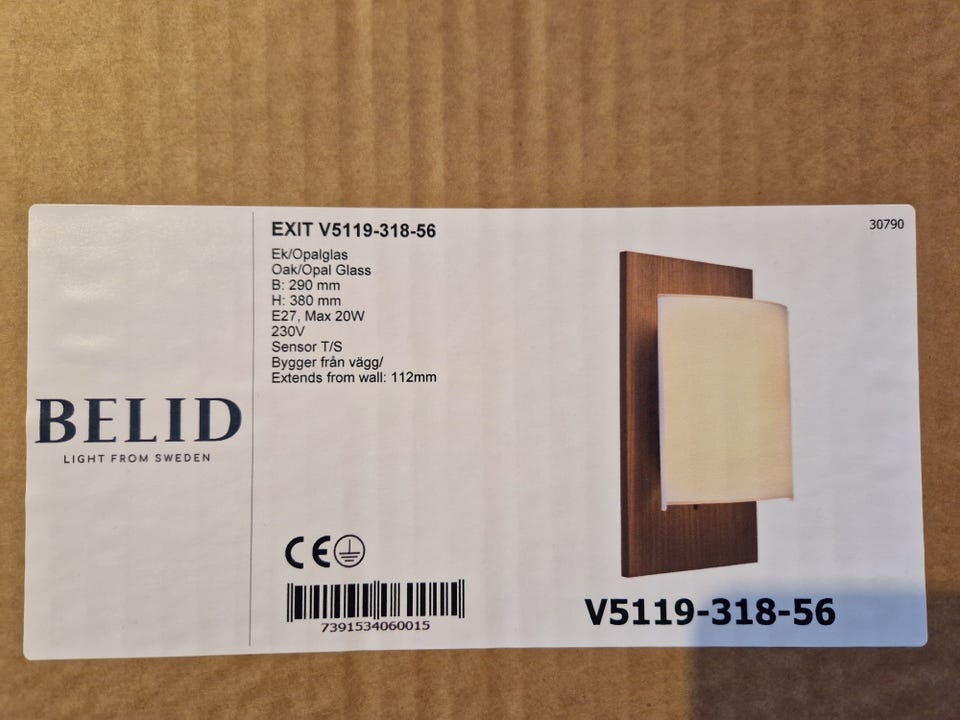 EXIT V5119-318-56
30790
Ek/Opalglas
Oak/Opal Glass
B: 290 mm
H: 380 mm
E27, Max 20W
230V
Sensor T/S
Bygger från vägg/
Extends from wall: 112mm
BELID
LIGHT FROM SWEDEN
CE
7391534060015
V5119-318-56